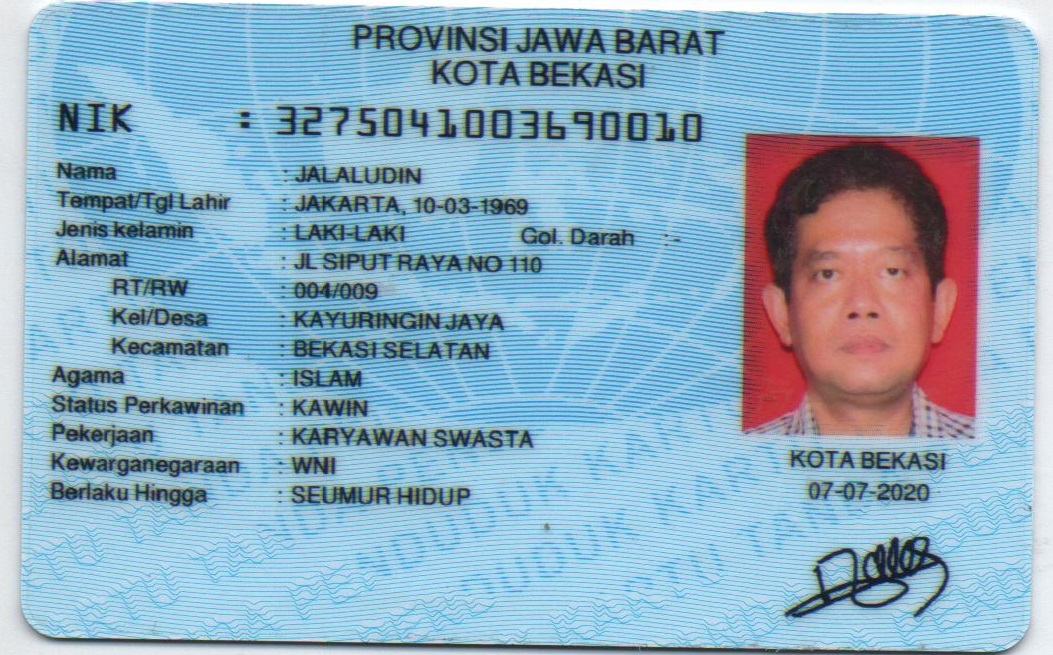 PROVINSI JAWA BARAT
KOTA BEKASI
NIK : 3275041003690010
Nama : JALALUDIN
Tempat/Tgl Lahir : JAKARTA, 10-03-1969
Jenis kelamin : LAKI-LAKI Gol. Darah :-
Alamat : JL SIPUT RAYA NO 110
RT/RW : 004/009
Kel/Desa : KAYURINGIN JAYA
Kecamatan : BEKASI SELATAN
Agama : ISLAM
Status Perkawinan : KAWIN
Pekerjaan : KARYAWAN SWASTA
Kewarganegaraan : WNI
Berlaku Hingga : SEUMUR HIDUP
KOTA BEKASI
07-07-2020